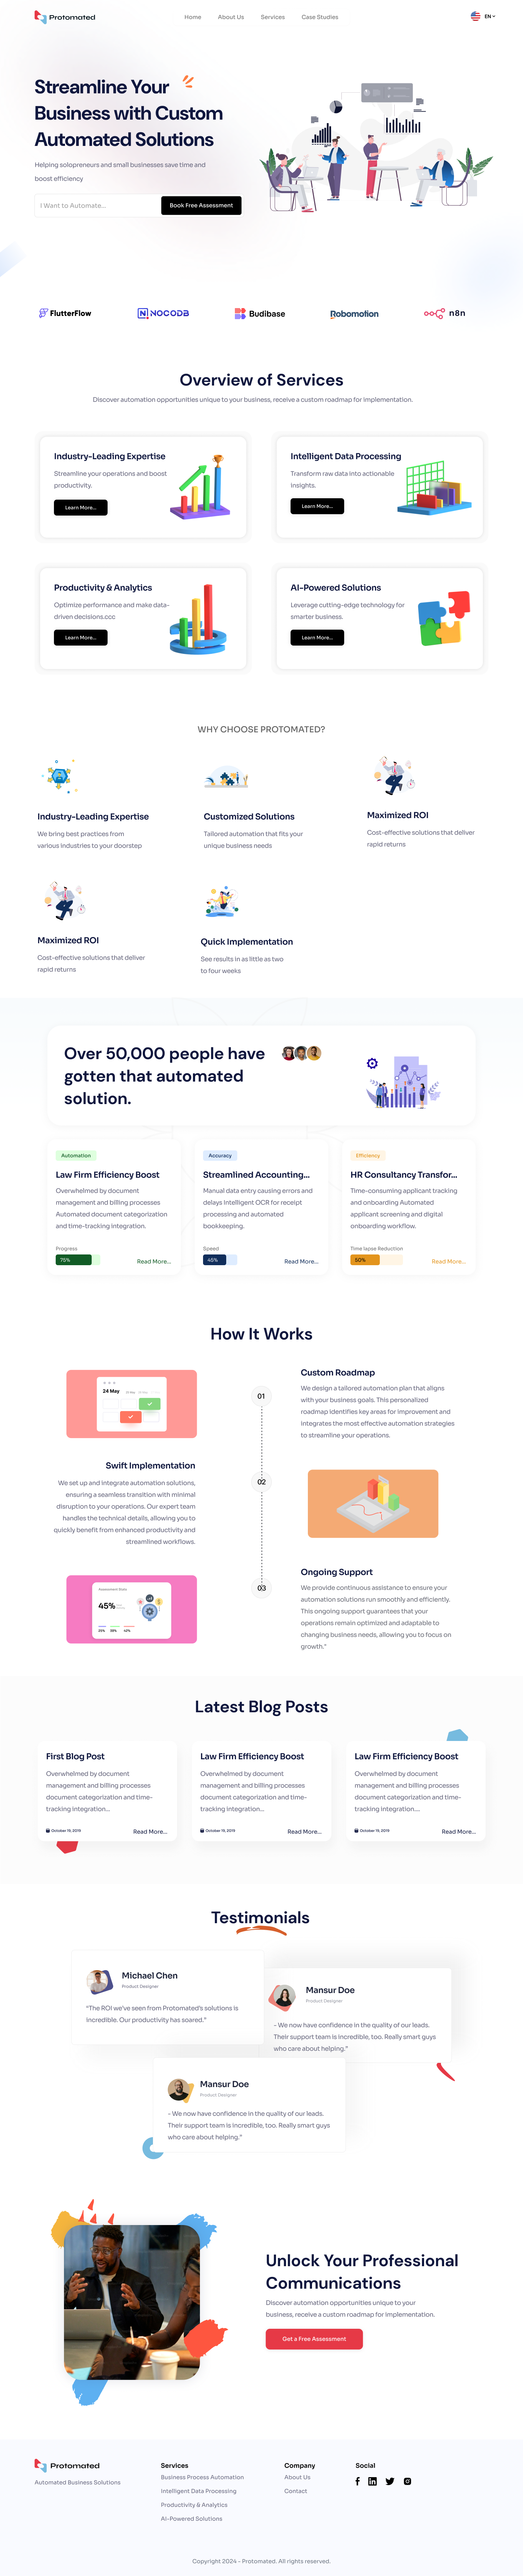 Protomated
Home
About Us
Services
Case Studies
EN
Streamline Your
Business with Custom
Automated Solutions
Helping solopreneurs and small businesses save time and
boost efficiency
I Want to Automate...
Book Free Assessment
FlutterFlow
NOCODB
Budibase
Robomotion
n8n
Overview of Services
Discover automation opportunities unique to your business, receive a custom roadmap for implementation.
Industry-Leading Expertise
Streamline your operations and boost
productivity.
Learn More...
Intelligent Data Processing
Transform raw data into actionable
insights.
Learn More...
Productivity & Analytics
Optimize performance and make data-
driven decisions.ccc
Learn More...
AI-Powered Solutions
Leverage cutting-edge technology for
smarter business.
Learn More...
WHY CHOOSE PROTOMATED?
Industry-Leading Expertise
We bring best practices from
various industries to your doorstep
Customized Solutions
Tailored automation that fits your
unique business needs
Maximized ROI
Cost-effective solutions that deliver
rapid returns
Maximized ROI
Cost-effective solutions that deliver
rapid returns
Quick Implementation
See results in as little as two
to four weeks
Over 50,000 people have
gotten that automated
solution.
Automation
Law Firm Efficiency Boost
Overwhelmed by document
management and billing processes
Automated document categorization
and time-tracking integration.
Progress
75%
Read More...
Accuracy
Streamlined Accounting...
Manual data entry causing errors and
delays Intelligent OCR for receipt
processing and automated
bookkeeping.
Speed
45%
Read More...
Efficiency
HR Consultancy Transfor...
Time-consuming applicant tracking
and onboarding Automated
applicant screening and digital
onboarding workflow.
Time lapse Reduction
50%
Read More...
How It Works
24 May
01
Custom Roadmap
We design a tailored automation plan that aligns
with your business goals. This personalized
roadmap identifies key areas for improvement and
integrates the most effective automation strategies
to streamline your operations.
Swift Implementation
We set up and integrate automation solutions,
ensuring a seamless transition with minimal
disruption to your operations. Our expert team
handles the technical details, allowing you to
quickly benefit from enhanced productivity and
streamlined workflows.
02
Assessment Stats
45%
25%
03
Ongoing Support
We provide continuous assistance to ensure your
automation solutions run smoothly and efficiently.
This ongoing support guarantees that your
operations remain optimized and adaptable to
changing business needs, allowing you to focus on
growth."
Latest Blog Posts
First Blog Post
Overwhelmed by document
management and billing processes
document categorization and time-
tracking integration...
October 19, 2019
Read More...
Law Firm Efficiency Boost
Overwhelmed by document
management and billing processes
document categorization and time-
tracking integration...
October 19, 2019
Read More...
Law Firm Efficiency Boost
Overwhelmed by document
management and billing processes
document categorization and time-
tracking integration....
October 19, 2019
Read More...
Testimonials
Michael Chen
Product Designer
"The ROI we've seen from Protomated's solutions is
incredible. Our productivity has soared."
Mansur Doe
Product Designer
- We now have confidence in the quality of our leads.
Their support team is incredible, too. Really smart guys
who care about helping."
Mansur Doe
Product Designer
- We now have confidence in the quality of our leads.
Their support team is incredible, too. Really smart guys
who care about helping."
Unlock Your Professional
Communications
Discover automation opportunities unique to your
business, receive a custom roadmap for implementation.
Get a Free Assessment
Protomated
Automated Business Solutions
Services
Business Process Automation
Intelligent Data Processing
Productivity & Analytics
AI-Powered Solutions
Company
About Us
Contact
Social
Copyright 2024 - Protomated. All rights reserved.